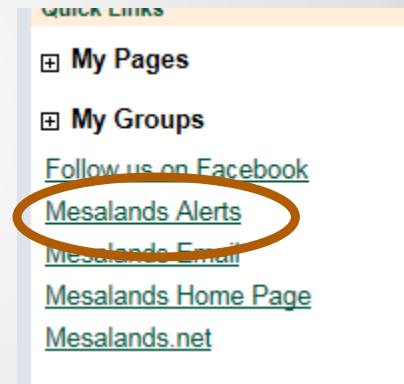 Quick Links
My Pages
My Groups
Follow us on Facebook
Mesalands Alerts
Mesalands Email
Mesalands Home Page
Mesalands.net